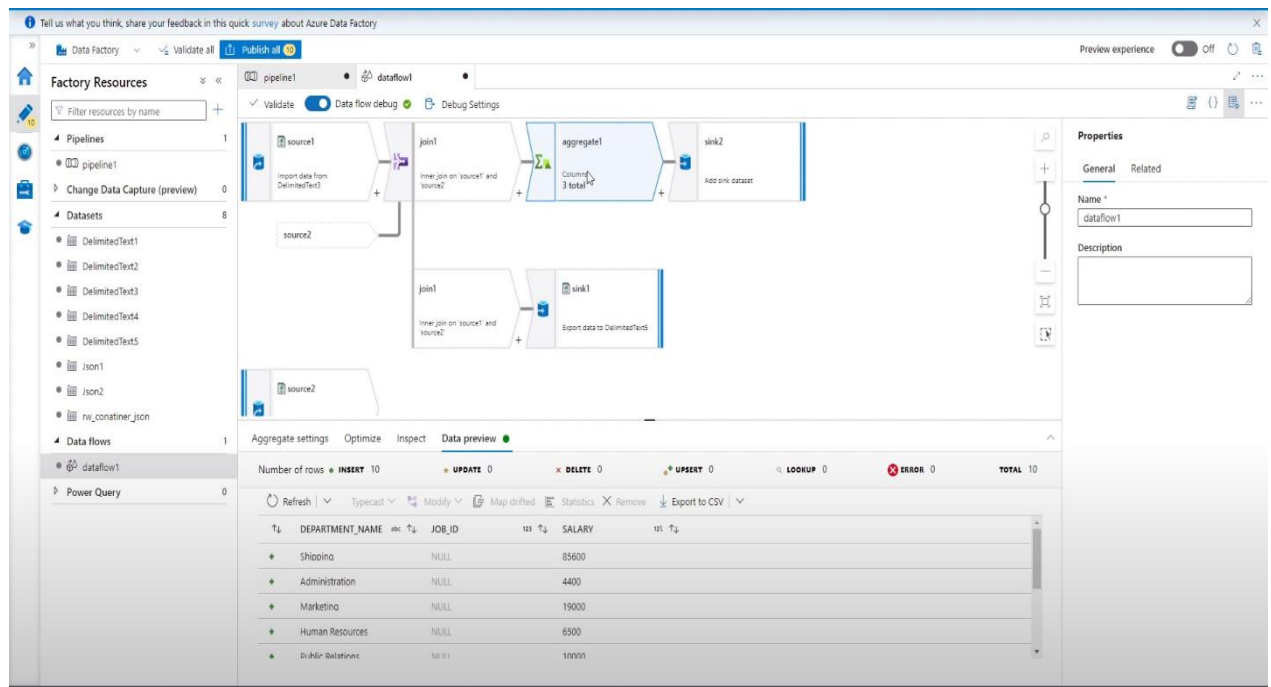 Tell us what you think, share your feedback in this quick survey about Azure Data Factory
Data Factory
Validate all
Publish all 10
Preview experience
Off
Factory Resources
Filter resources by name
Pipelines 1
pipeline1
Change Data Capture (preview) 0
Datasets 8
DelimitedText1
DelimitedText2
DelimitedText3
DelimitedText4
DelimitedText5
Json1
Json2
rw_conatiner_json
Data flows 1
dataflow1
Power Query 0
10
pipeline1
dataflow1
Validate
Data flow debug
Debug Settings
source1
Import data from
DelimitedText3
join1
Inner join on 'source1' and
'source2'
aggregate1
Columns
3 total
sink2
Add sink dataset
source2
join1
Inner join on 'source1' and
'source2'
sink1
Export data to DelimitedText5
source2
Properties
General Related
Name *
dataflow1
Description
Aggregate settings Optimize Inspect Data preview
Number of rows INSERT 10 UPDATE 0 DELETE 0 UPSERT 0 LOOKUP 0 ERROR 0 TOTAL 10
Refresh Typecast Modify Map drifted Statistics Remove Export to CSV
DEPARTMENT_NAME abc JOB_ID 123 SALARY 12l
Shipping NULL 85600
Administration NULL 4400
Marketing NULL 19000
Human Resources NULL 6500
Public Relations NULL 10000